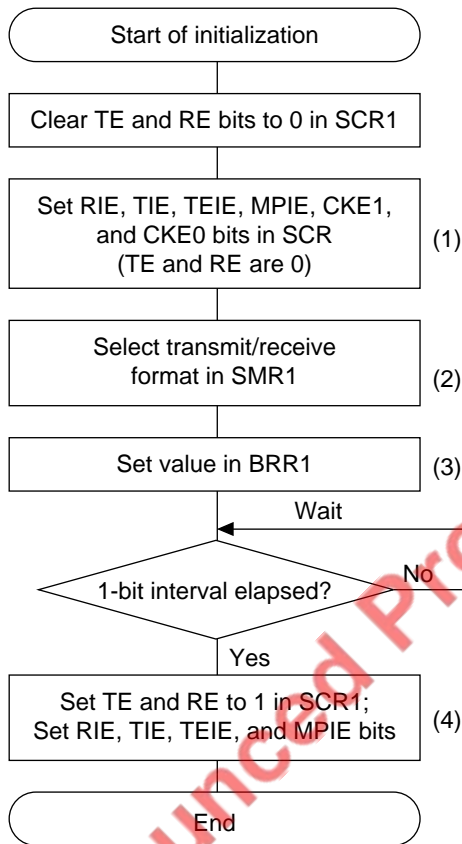 Start of initialization
Clear TE and RE bits to 0 in SCR1
Set RIE, TIE, TEIE, MPIE, CKE1,
and CKE0 bits in SCR
(TE and RE are 0)
(1)
Select transmit/receive
format in SMR1
(2)
Set value in BRR1
(3)
Wait
1-bit interval elapsed?
No
Yes
Set TE and RE to 1 in SCR1;
Set RIE, TIE, TEIE, and MPIE bits
(4)
End
unced Pro